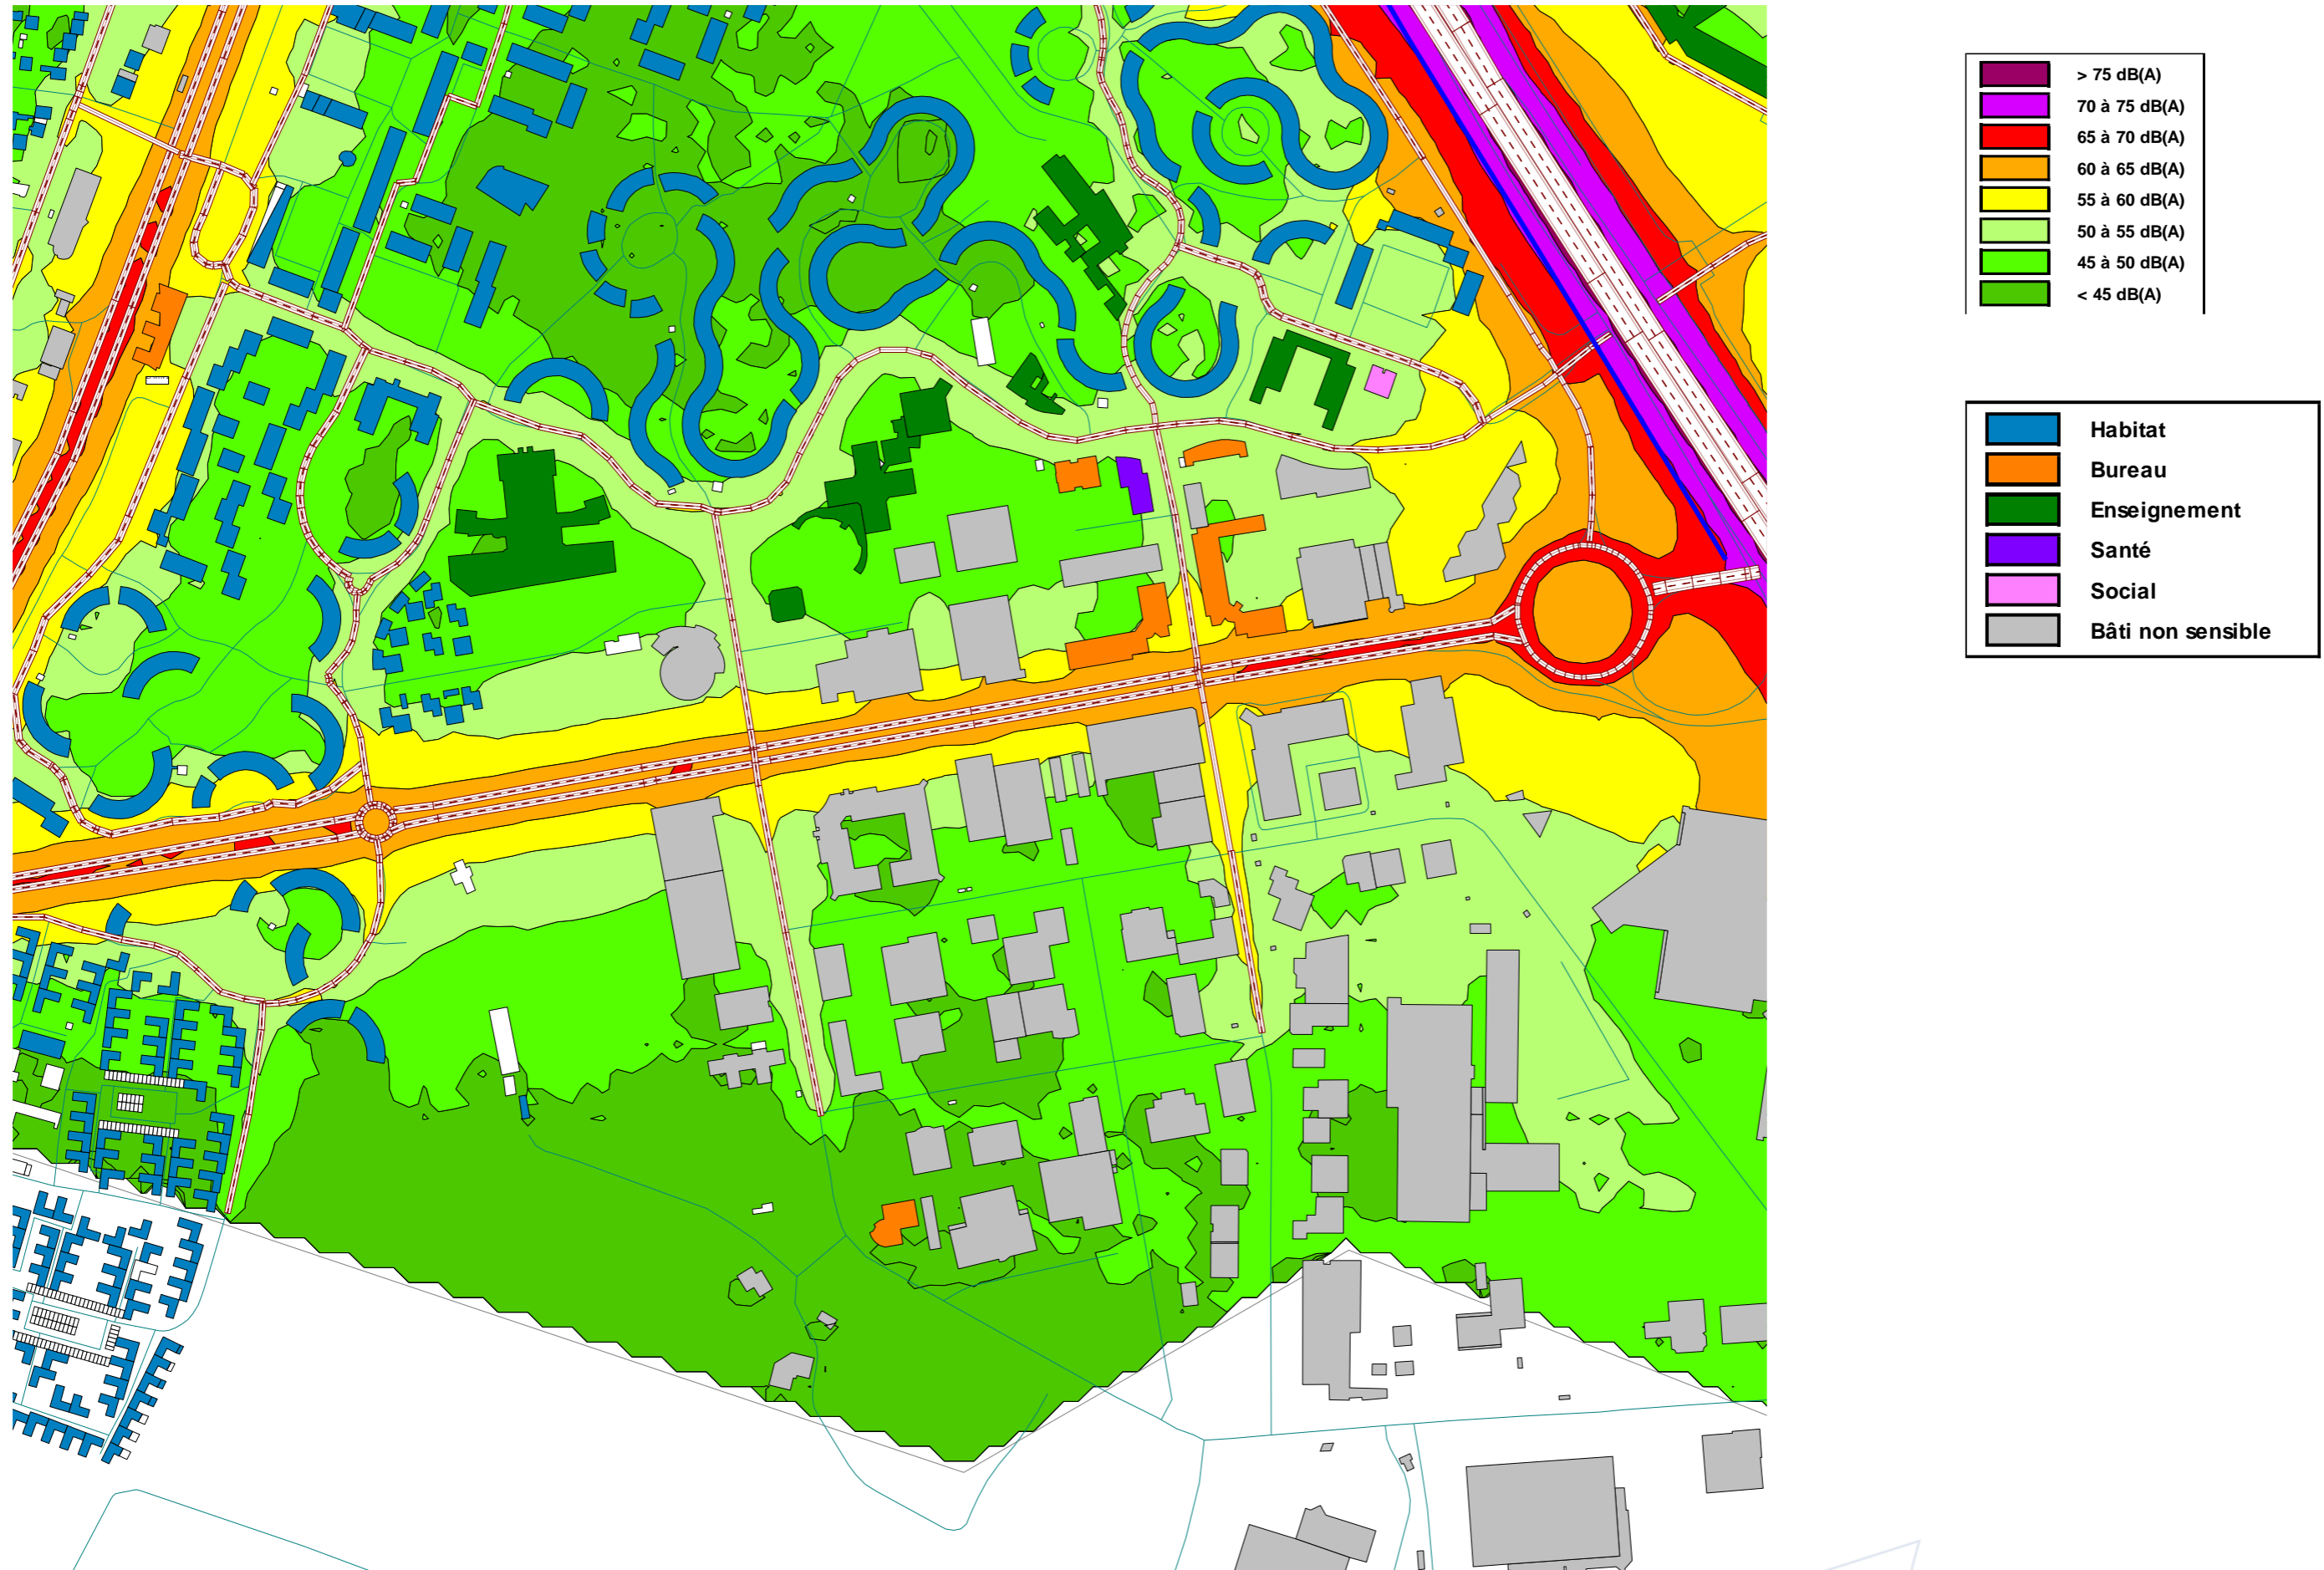 > 75 dB(A)
70 à 75 dB(A)
65 à 70 dB(A)
60 à 65 dB(A)
55 à 60 dB(A)
50 à 55 dB(A)
45 à 50 dB(A)
< 45 dB(A)
Habitat
Bureau
Enseignement
Santé
Social
Bâti non sensible